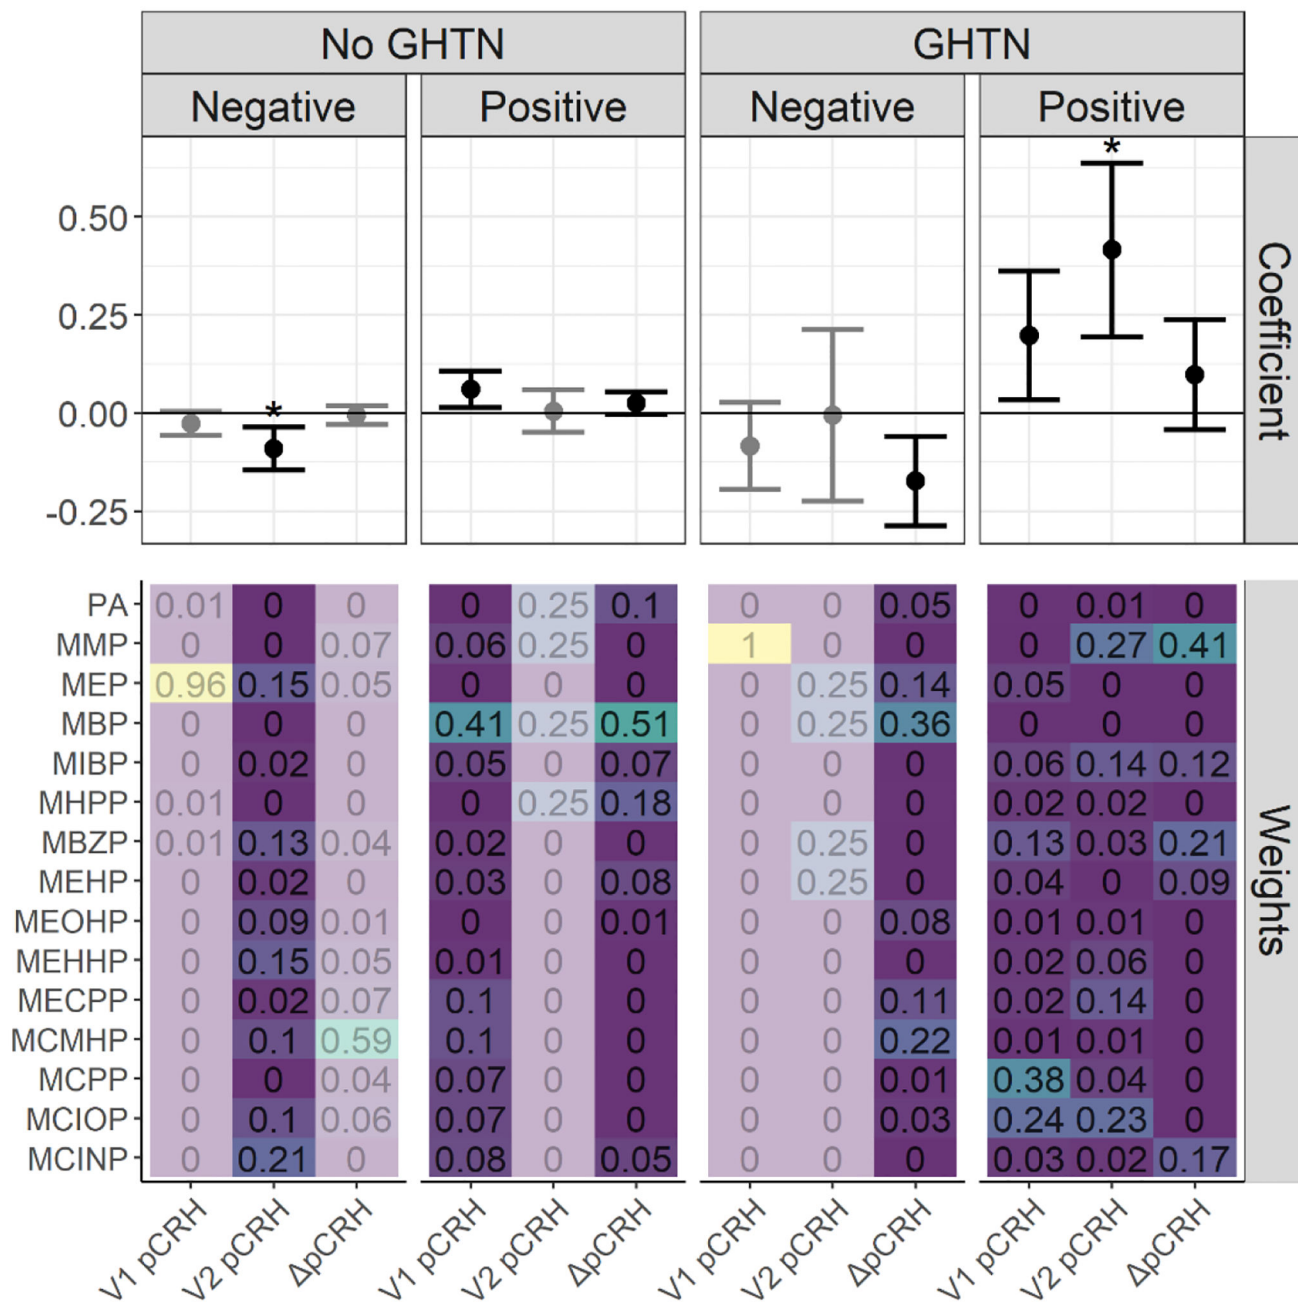 No GHTN GHTN
Negative Positive Negative Positive
* *
0.50
0.25
0.00
-0.25
Coefficient
PA 0.01 0 0 0 0.25 0.1 0 0 0.05 0 0.01 0
MMP 0 0 0.07 0.06 0.25 0 1 0 0 0 0.27 0.41
MEP 0.96 0.15 0.05 0 0 0 0 0.25 0.14 0.05 0 0
MBP 0 0 0 0.41 0.25 0.51 0 0.25 0.36 0 0 0
MIBP 0 0.02 0 0.05 0 0.07 0 0 0 0.06 0.14 0.12
MHPP 0.01 0 0 0 0.25 0.18 0 0 0 0.02 0.02 0
MBZP 0.01 0.13 0.04 0.02 0 0 0 0.25 0 0.13 0.03 0.21
MEHP 0 0.02 0 0.03 0 0.08 0 0.25 0 0.04 0 0.09
MEOHP 0 0.09 0.01 0 0 0.01 0 0 0.08 0.01 0.01 0
MEHHP 0 0.15 0.05 0.01 0 0 0 0 0 0.02 0.06 0
MECPP 0 0.02 0.07 0.1 0 0 0 0 0.11 0.02 0.14 0
MCMHP 0 0.1 0.59 0.1 0 0 0 0 0.22 0.01 0.01 0
MCPP 0 0 0.04 0.07 0 0 0 0 0.01 0.38 0.04 0
MCIOP 0 0.1 0.06 0.07 0 0 0 0 0.03 0.24 0.23 0
MCINP 0 0.21 0 0.08 0 0.05 0 0 0 0.03 0.02 0.17
Weights
V1 pCRH V2 pCRH ΔpCRH V1 pCRH V2 pCRH ΔpCRH V1 pCRH V2 pCRH ΔpCRH V1 pCRH V2 pCRH ΔpCRH